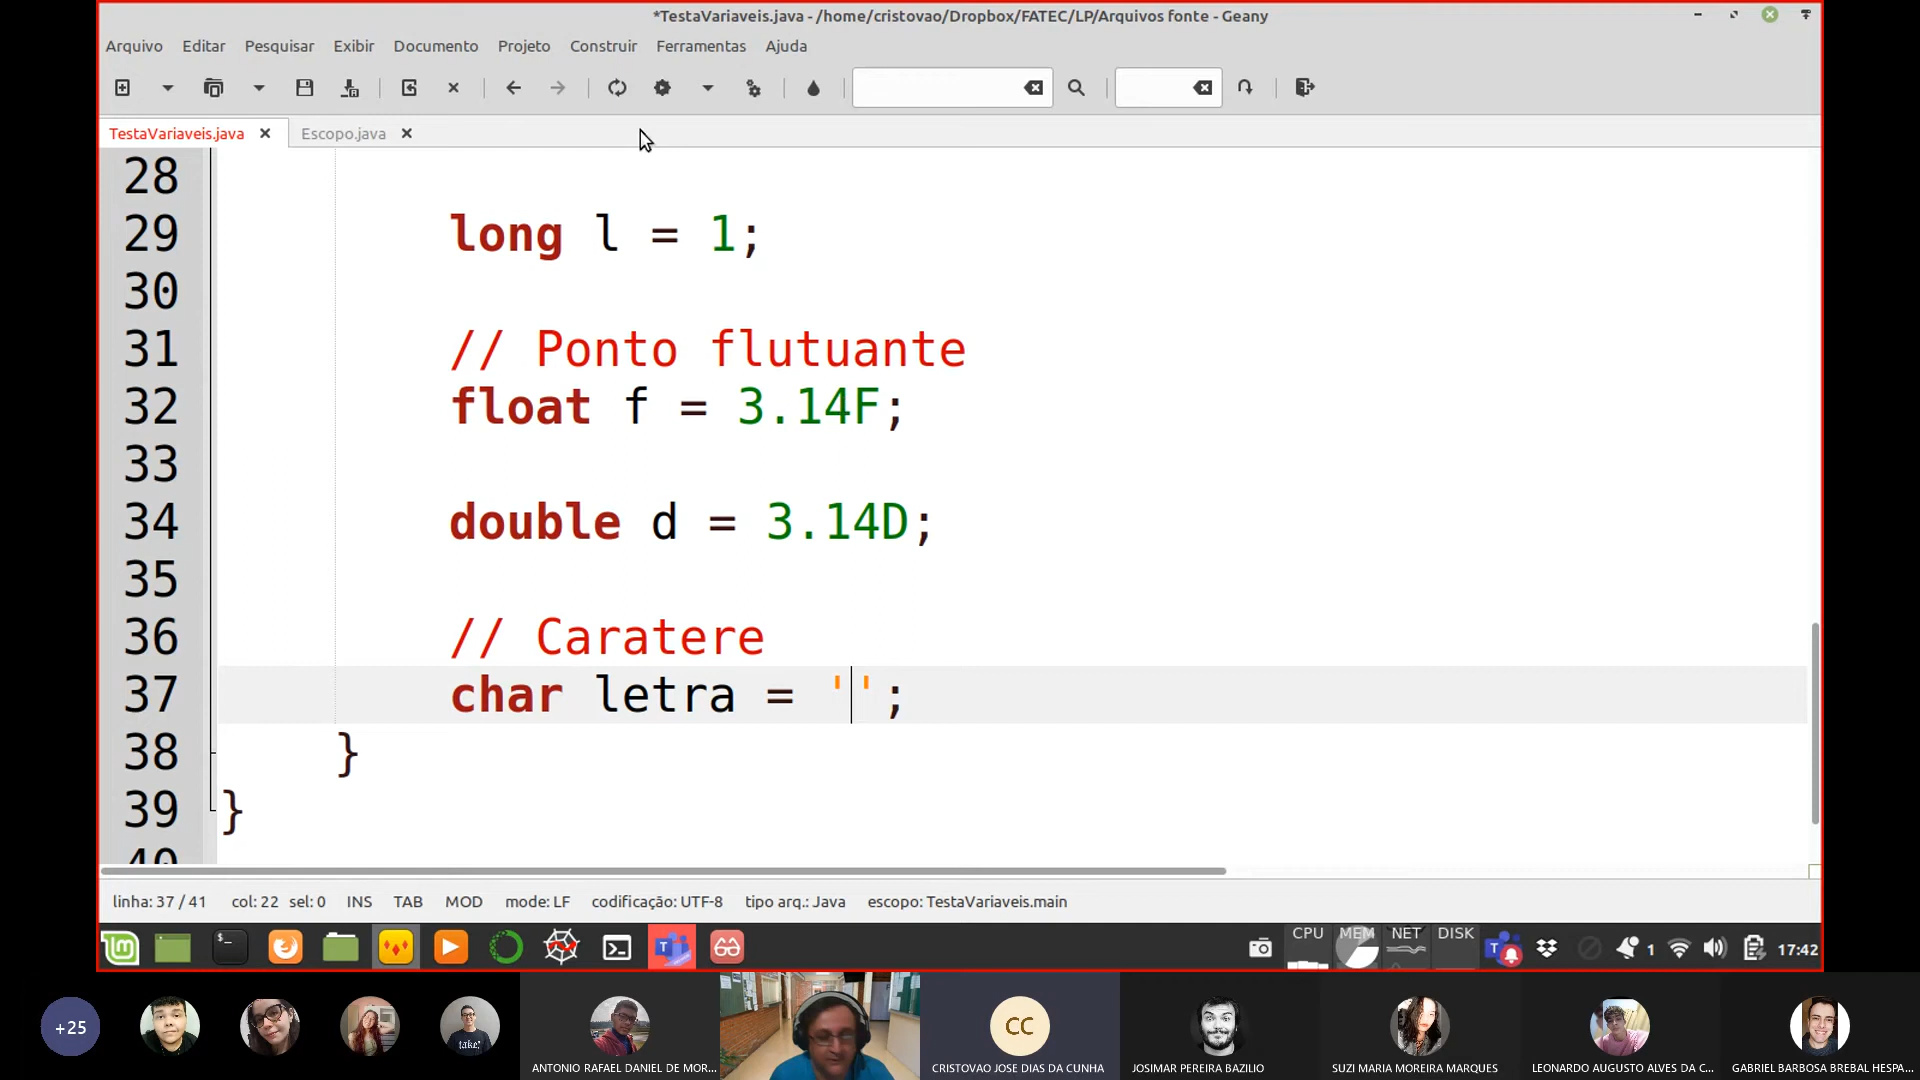 *TestaVariaveis.java - /home/cristovao/Dropbox/FATEC/LP/Arquivos fonte - Geany
Arquivo Editar Pesquisar Exibir Documento Projeto Construir Ferramentas Ajuda
TestaVariaveis.java Escopo.java
28
29 long l = 1;
30
31 // Ponto flutuante
32 float f = 3.14F;
33
34 double d = 3.14D;
35
36 // Caratere
37 char letra = '';
38 }
39 }
40
linha: 37 / 41 col: 22 sel: 0 INS TAB MOD mode: LF codificação: UTF-8 tipo arq.: Java escopo: TestaVariaveis.main
CPU MEM NET DISK 1 17:42
+25 take! CC
ANTONIO RAFAEL DANIEL DE MOR... CRISTOVAO JOSE DIAS DA CUNHA JOSIMAR PEREIRA BAZILIO SUZI MARIA MOREIRA MARQUES LEONARDO AUGUSTO ALVES DA C... GABRIEL BARBOSA BREBAL HESPA...